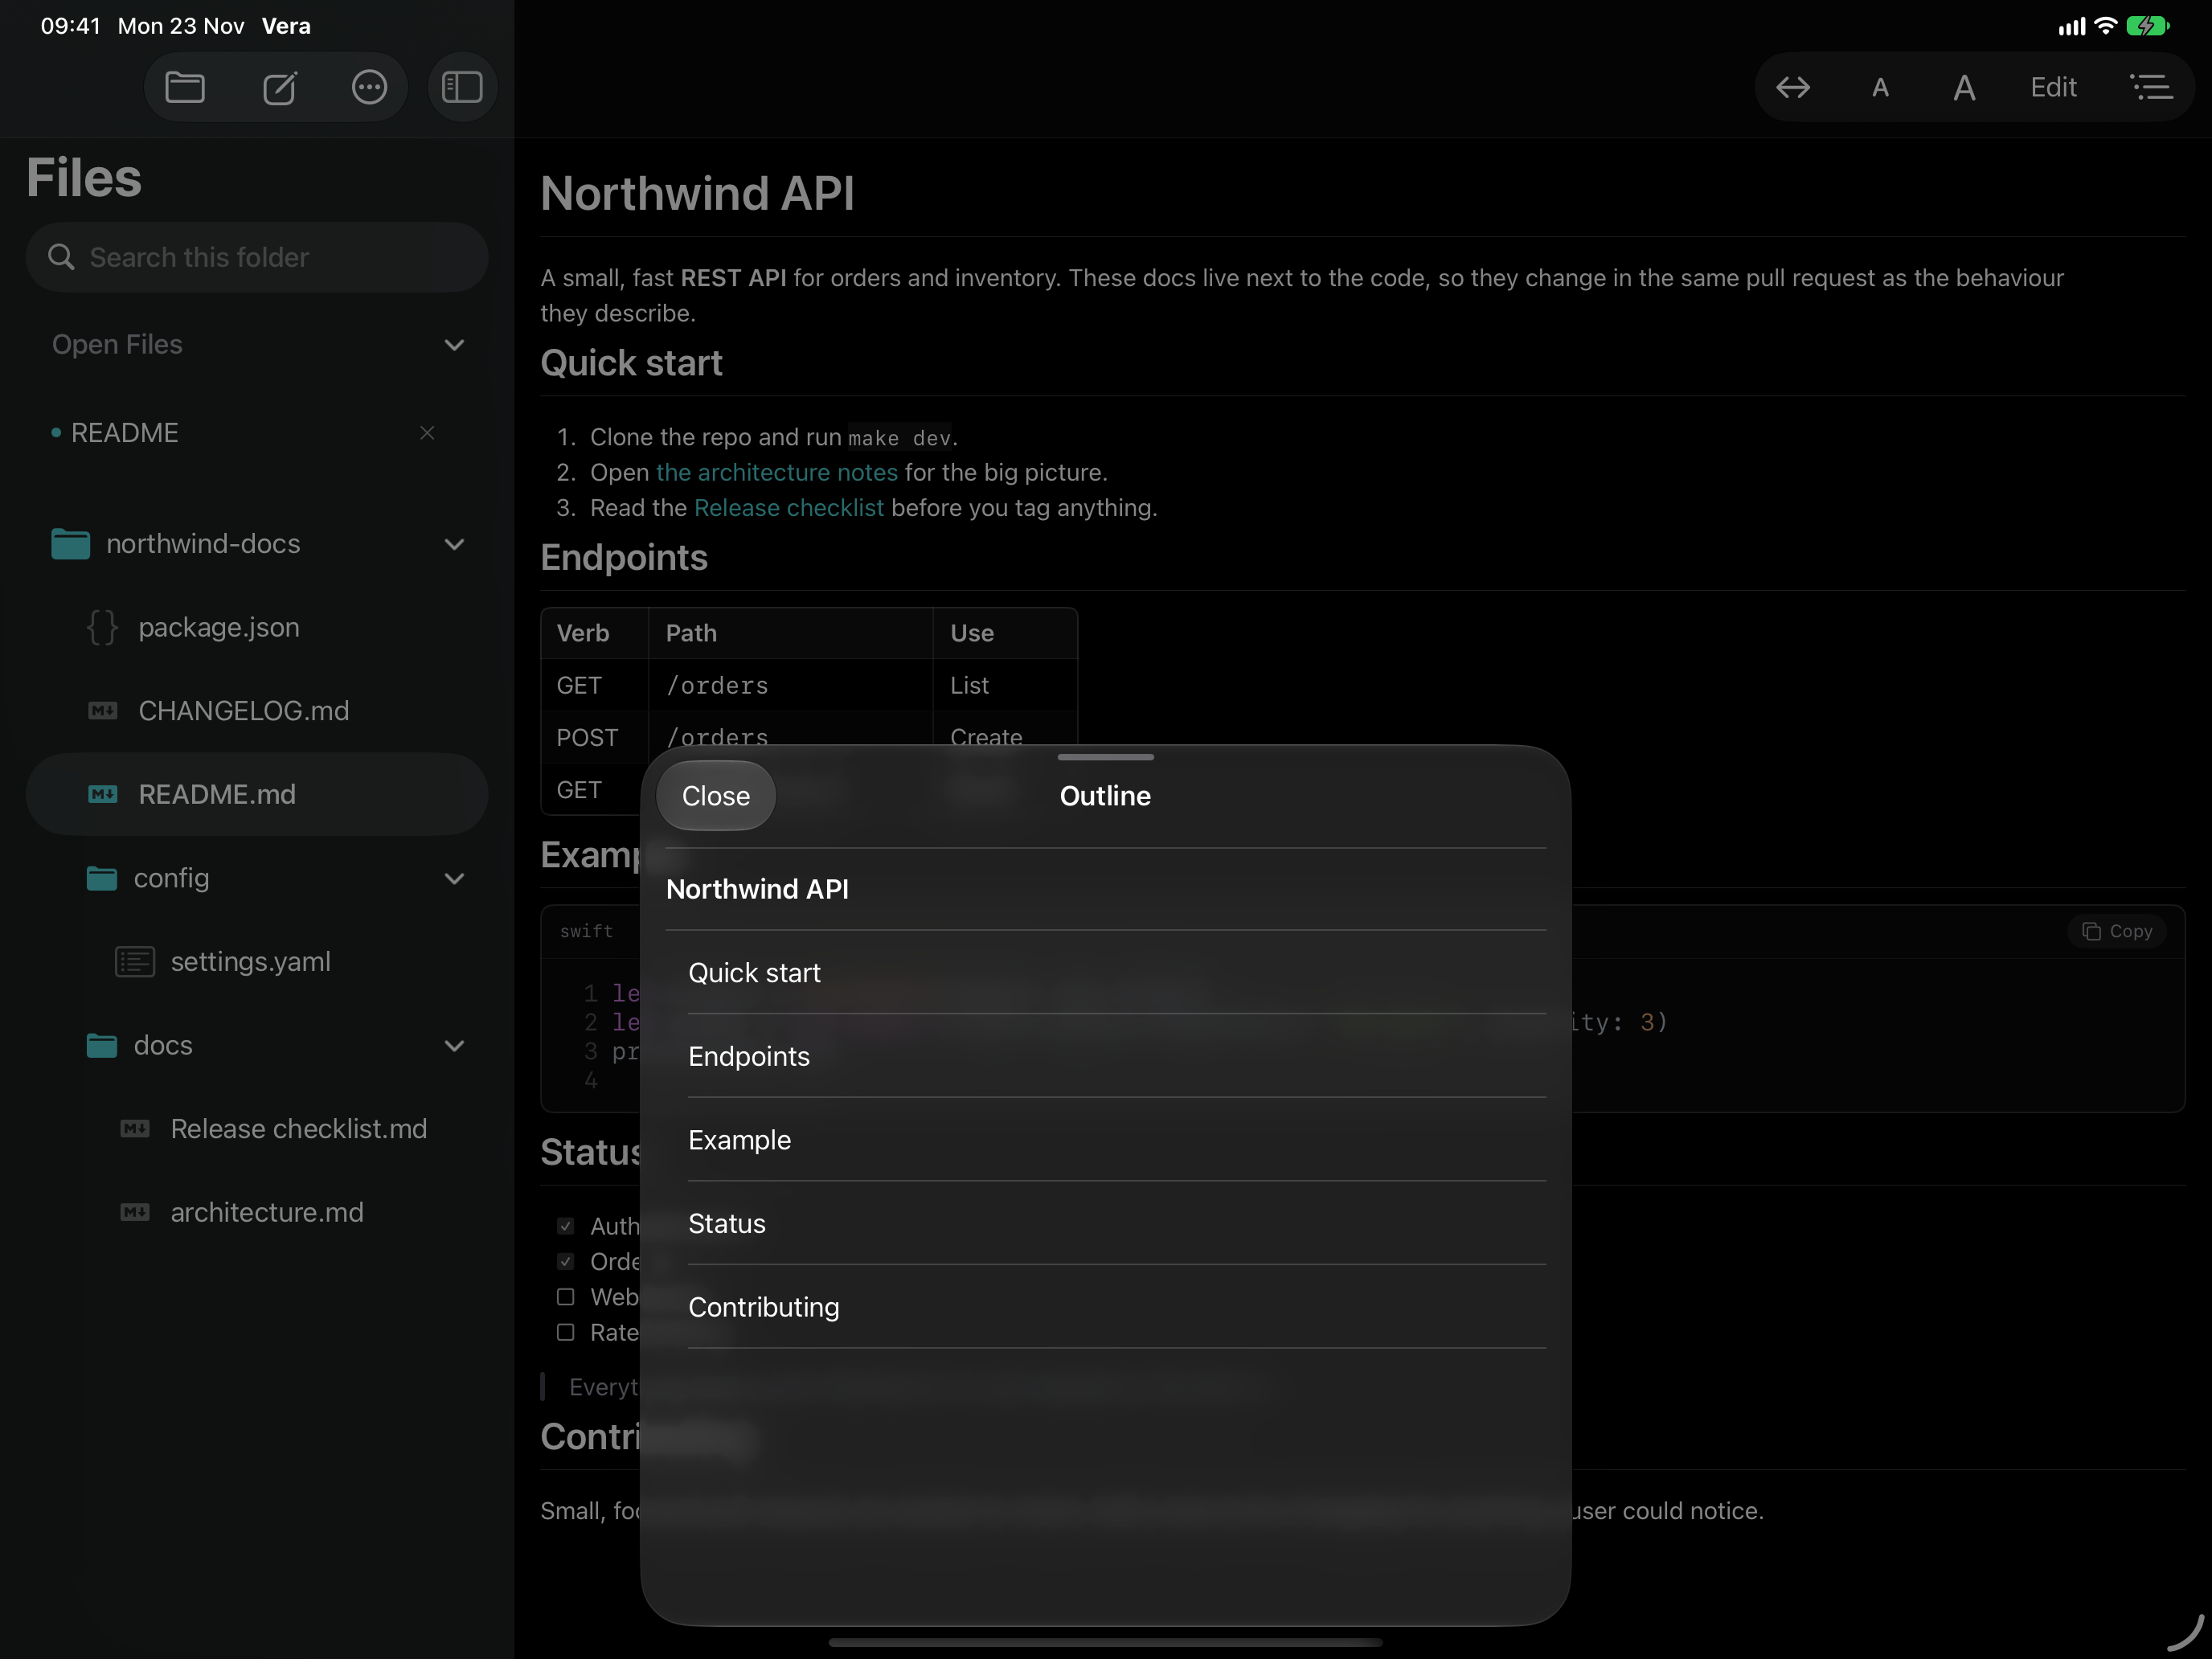 09:41 Mon 23 Nov Vera
A A Edit
Files
Search this folder
Open Files
README
northwind-docs
package.json
CHANGELOG.md
README.md
config
settings.yaml
docs
Release checklist.md
architecture.md
Northwind API
A small, fast REST API for orders and inventory. These docs live next to the code, so they change in the same pull request as the behaviour
they describe.
Quick start
1. Clone the repo and run make dev.
2. Open the architecture notes for the big picture.
3. Read the Release checklist before you tag anything.
Endpoints
Verb Path Use
GET /orders List
POST /orders Create
GET
swift
Copy
1
2 3)
3
4
Small, user could notice.
Close Outline
Northwind API
Quick start
Endpoints
Example
Status
Contributing